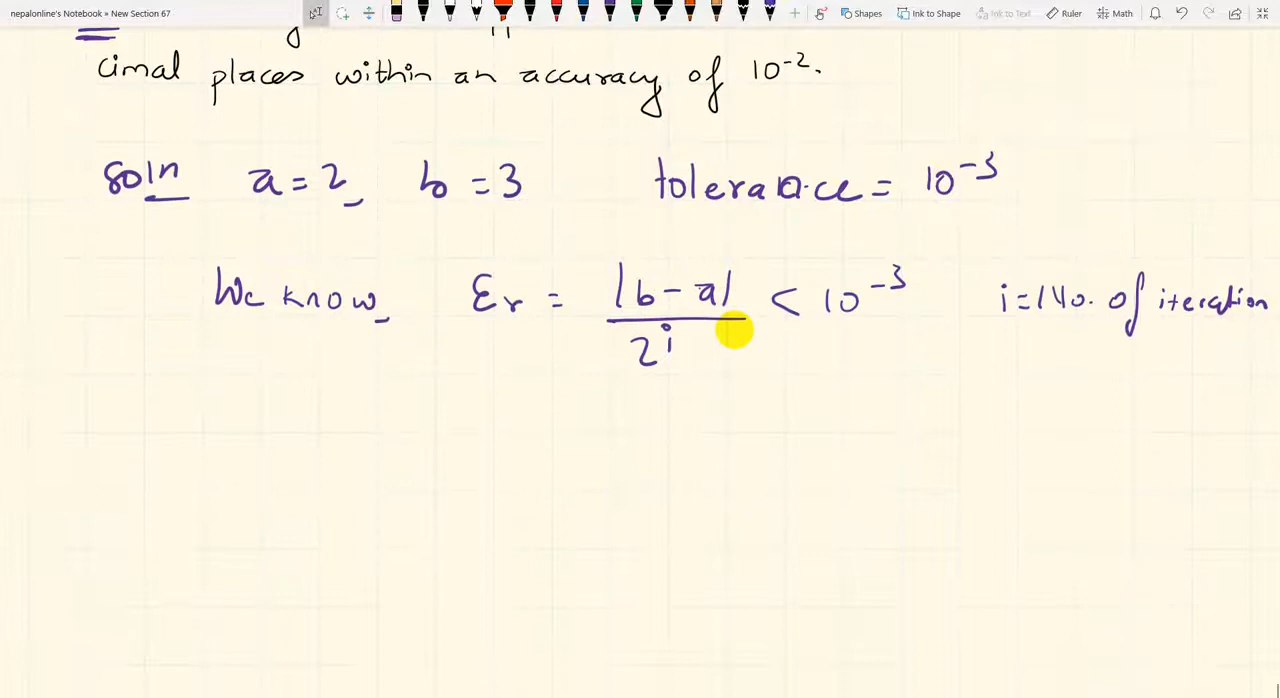 nepalonline's Notebook » New Section 67
Shapes Ink to Shape Ink to Text Ruler Math
cimal places within an accuracy of 10⁻².
soln a = 2, b = 3 tolerance = 10⁻³
We know, Er = |b - a| / 2^i < 10⁻³ i = No. of iteration